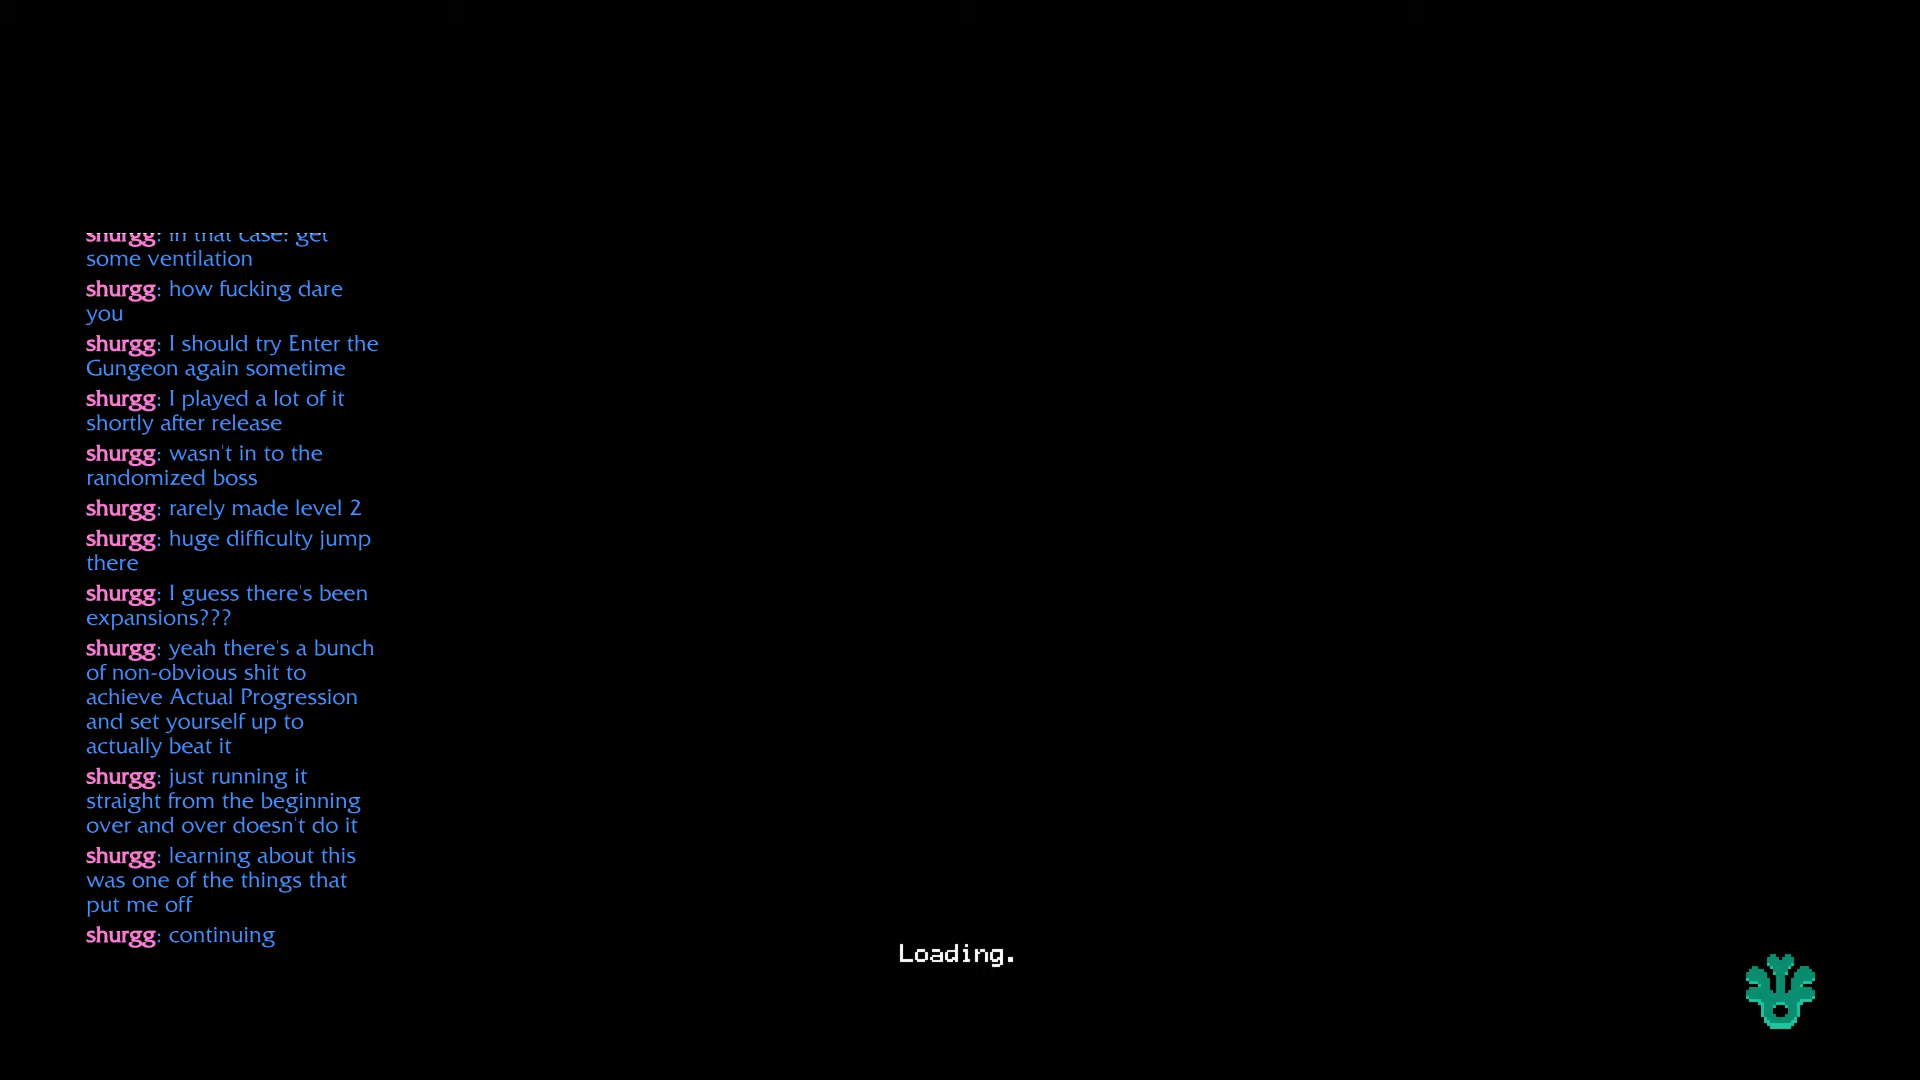 shurgg: in that case: get
some ventilation
shurgg: how fucking dare
you
shurgg: I should try Enter the
Gungeon again sometime
shurgg: I played a lot of it
shortly after release
shurgg: wasn't in to the
randomized boss
shurgg: rarely made level 2
shurgg: huge difficulty jump
there
shurgg: I guess there's been
expansions???
shurgg: yeah there's a bunch
of non-obvious shit to
achieve Actual Progression
and set yourself up to
actually beat it
shurgg: just running it
straight from the beginning
over and over doesn't do it
shurgg: learning about this
was one of the things that
put me off
shurgg: continuing
Loading.